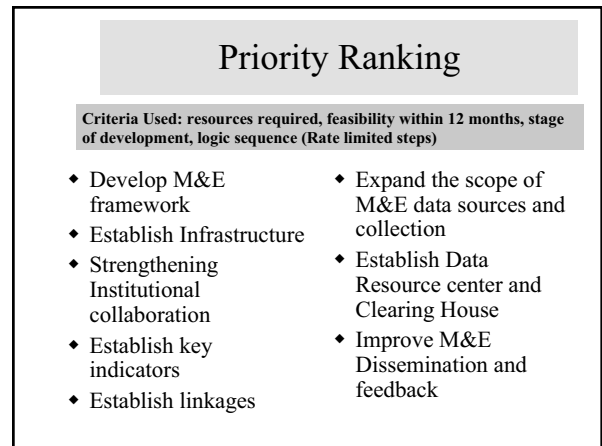 Priority Ranking
Criteria Used: resources required, feasibility within 12 months, stage
of development, logic sequence (Rate limited steps)
◆ Develop M&E
framework
◆ Establish Infrastructure
◆ Strengthening
Institutional
collaboration
◆ Establish key
indicators
◆ Establish linkages
◆ Expand the scope of
M&E data sources and
collection
◆ Establish Data
Resource center and
Clearing House
◆ Improve M&E
Dissemination and
feedback